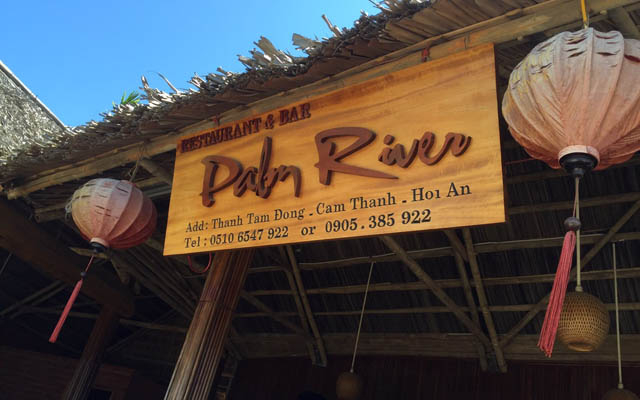 RESTAURANT & BAR
Palm River
Add: Thanh Tam Đong - Cam Thanh - Hoi An
Tel : 0510 6547 922 or 0905.385 922